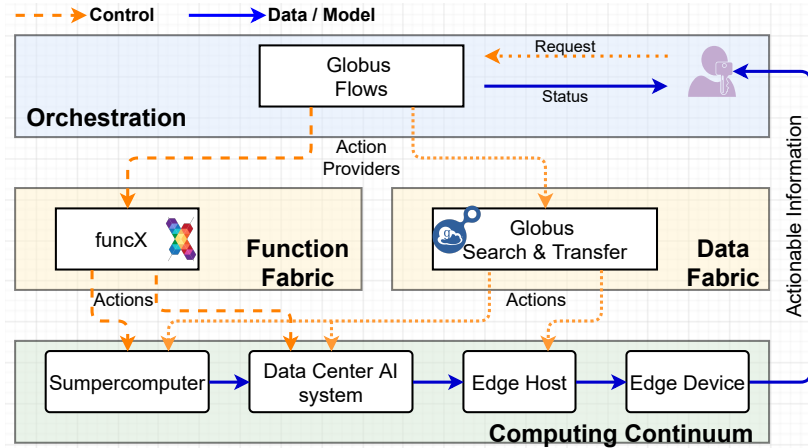 Control
Data / Model
Globus
Flows
Request
Status
Orchestration
Action
Providers
funcX
Function
Fabric
Globus
Search & Transfer
Data
Fabric
Actions
Actions
Actionable Information
Sumpercomputer
Data Center AI
system
Edge Host
Edge Device
Computing Continuum